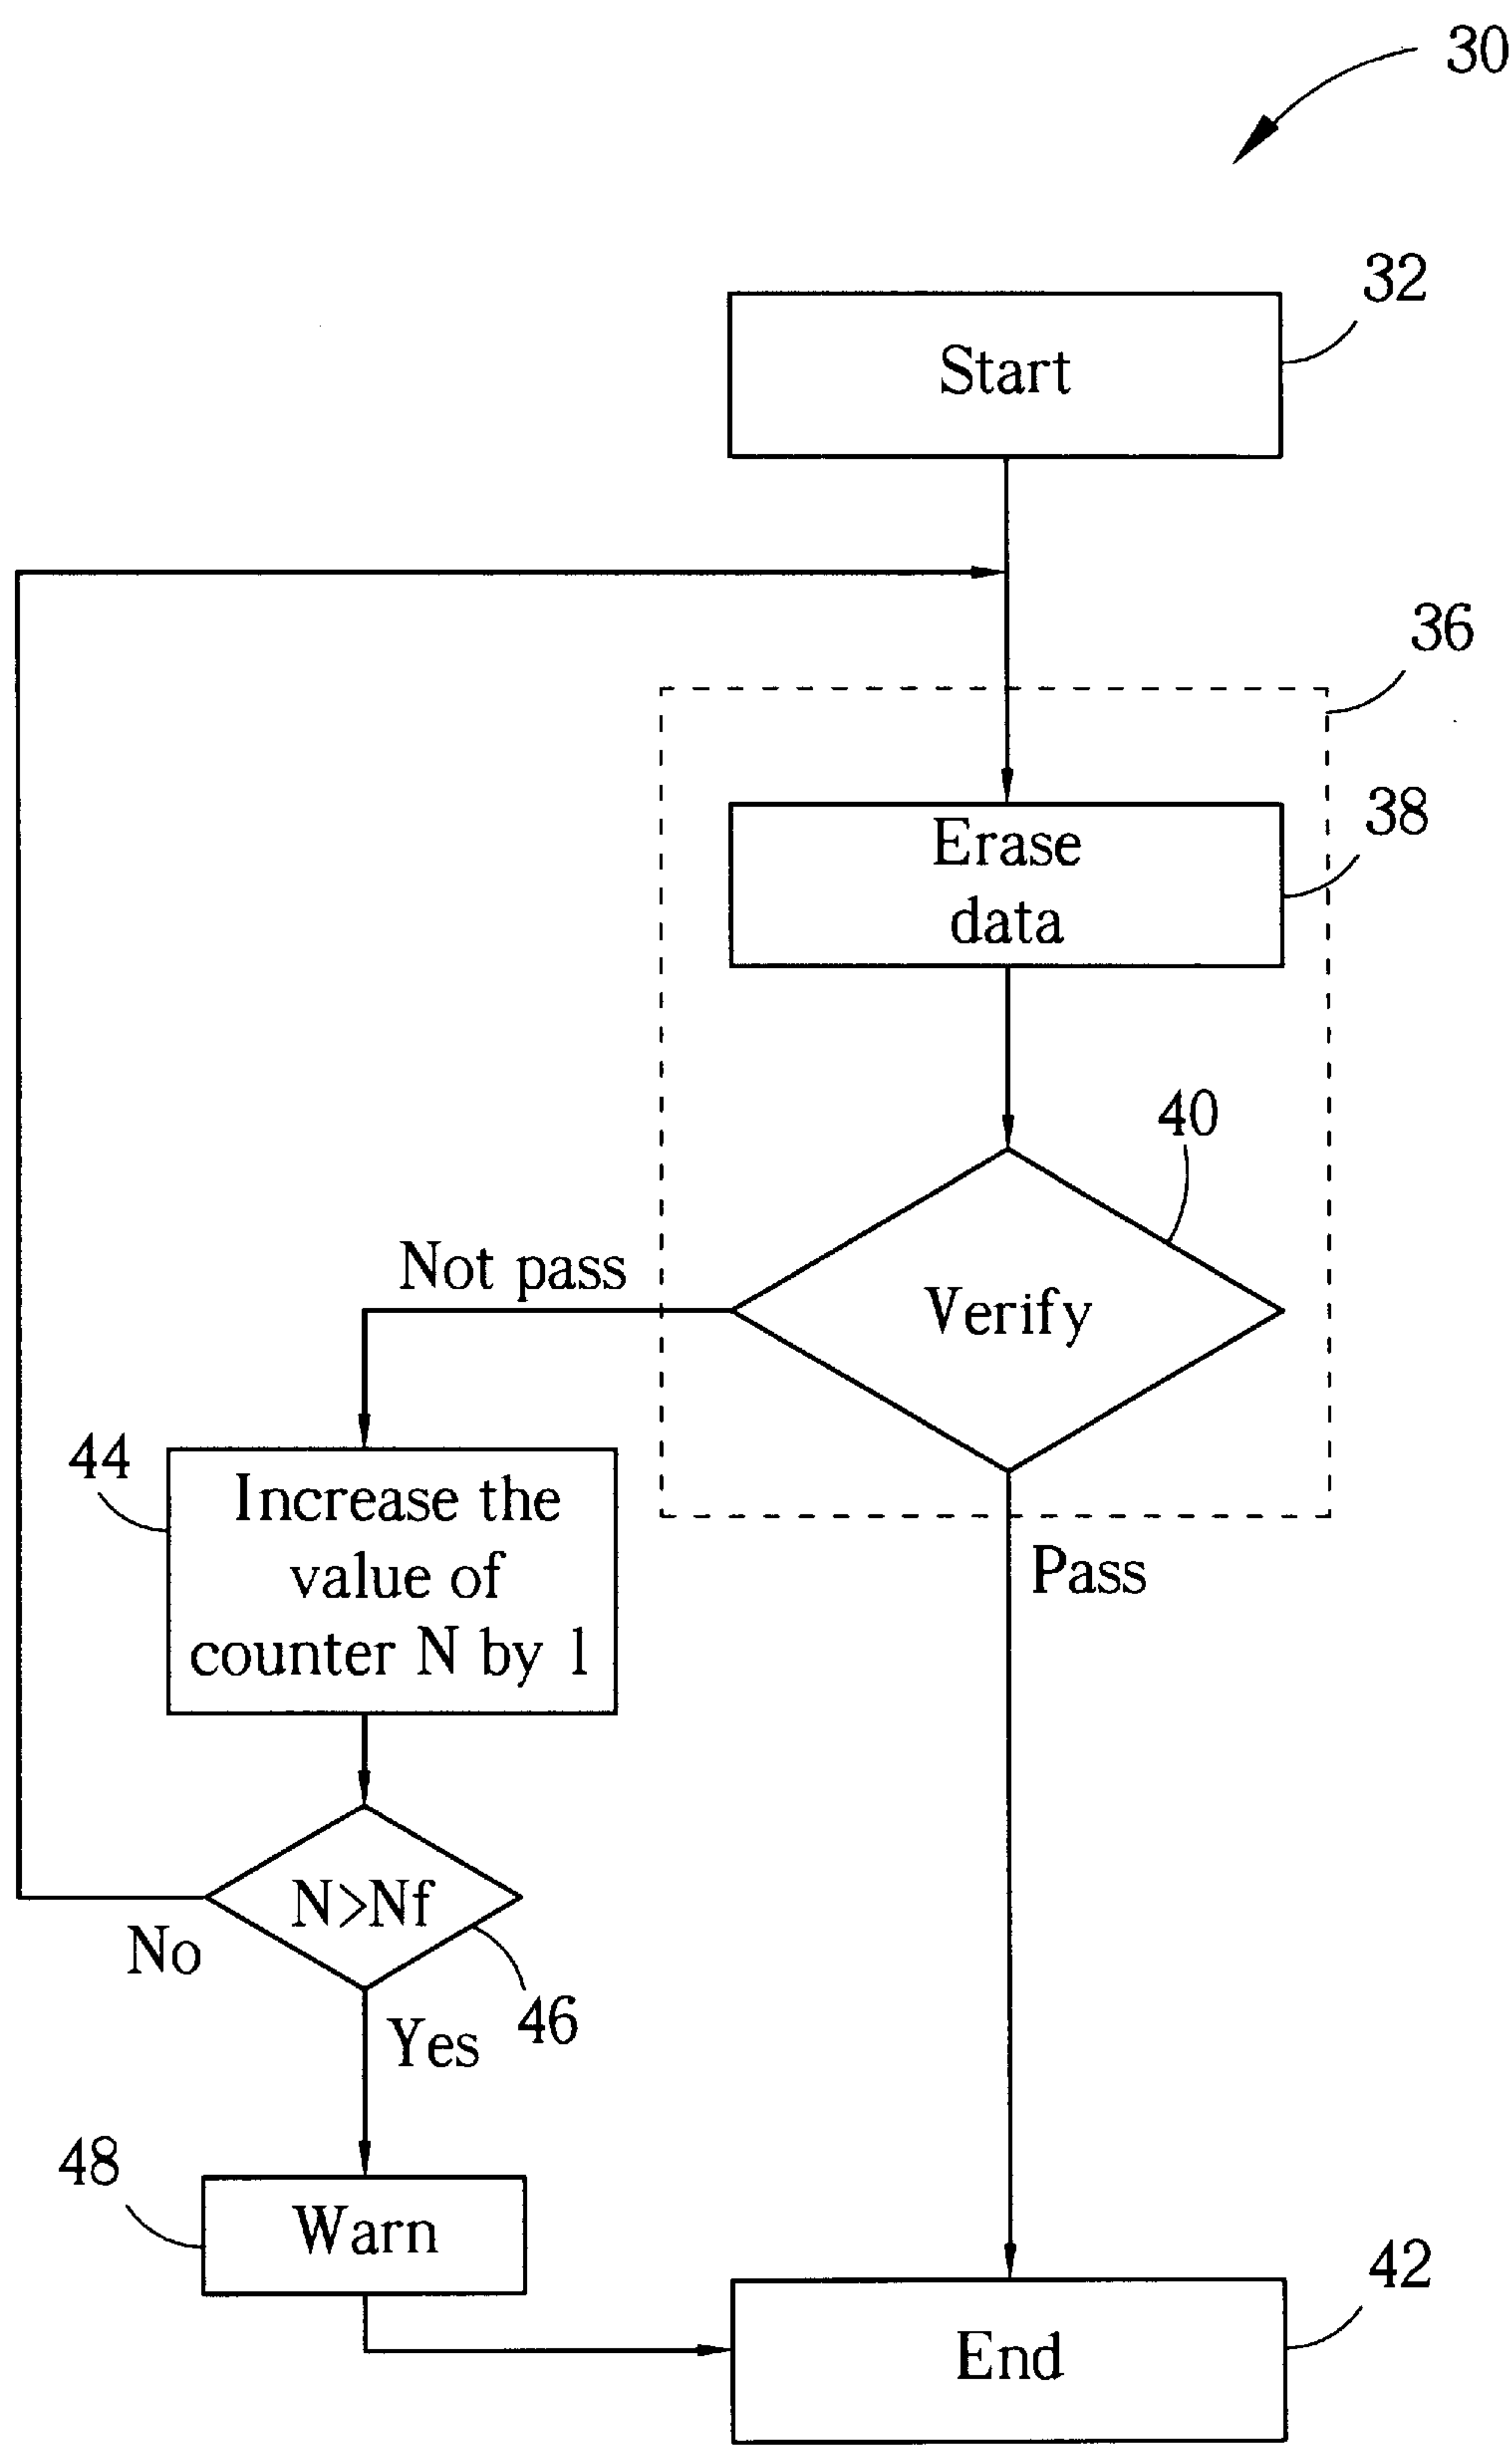 30
32
Start
36
38
Erase
data
40
Not pass
Verify
44
Increase the
value of
counter N by 1
Pass
N>Nf
No
46
Yes
48
Warn
42
End